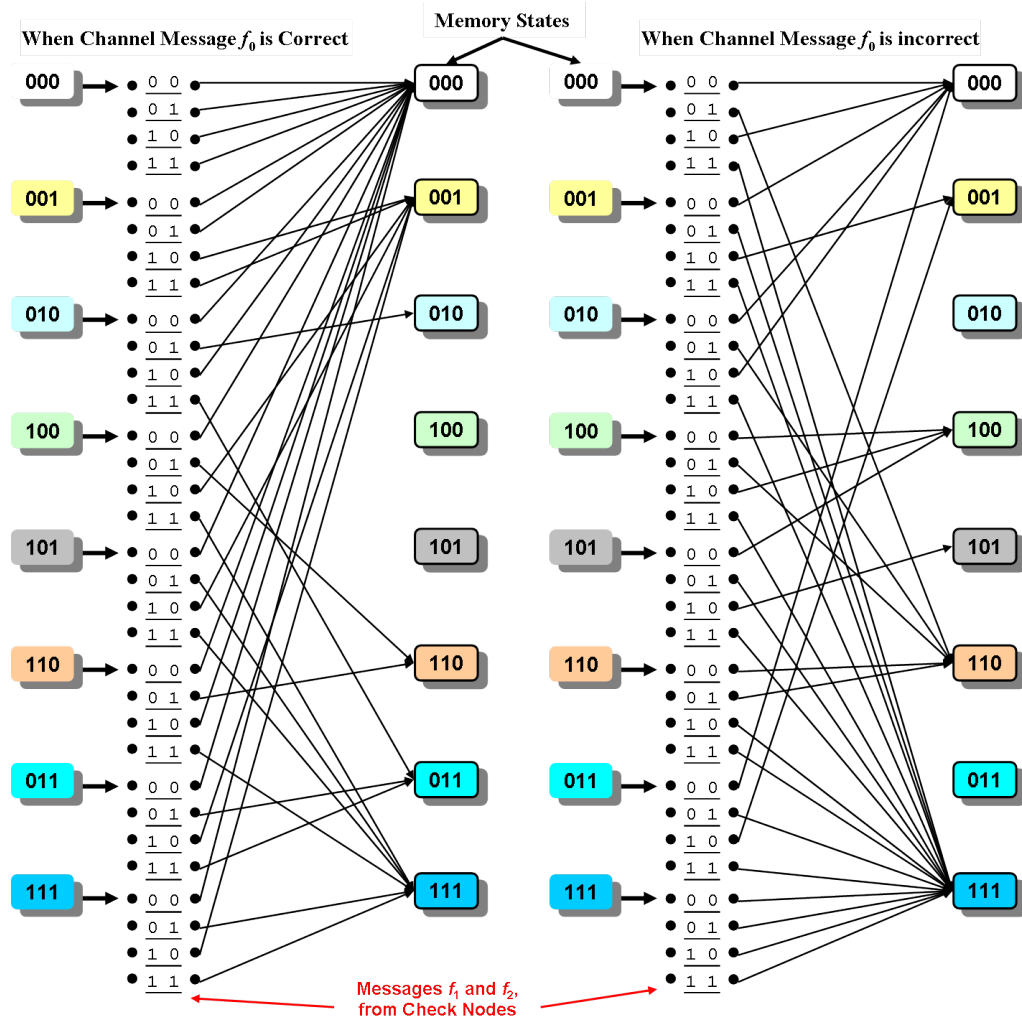 Memory States
When Channel Message f0 is Correct
When Channel Message f0 is incorrect
000 0 0 000 000 0 0 000
0 1 0 1
1 0 1 0
1 1 1 1
001 0 0 001 001 0 0 001
0 1 0 1
1 0 1 0
1 1 1 1
010 0 0 010 010 0 0 010
0 1 0 1
1 0 1 0
1 1 1 1
100 0 0 100 100 0 0 100
0 1 0 1
1 0 1 0
1 1 1 1
101 0 0 101 101 0 0 101
0 1 0 1
1 0 1 0
1 1 1 1
110 0 0 110 110 0 0 110
0 1 0 1
1 0 1 0
1 1 1 1
011 0 0 011 011 0 0 011
0 1 0 1
1 0 1 0
1 1 1 1
111 0 0 111 111 0 0 111
0 1 0 1
1 0 1 0
1 1 1 1
Messages f1 and f2,
from Check Nodes